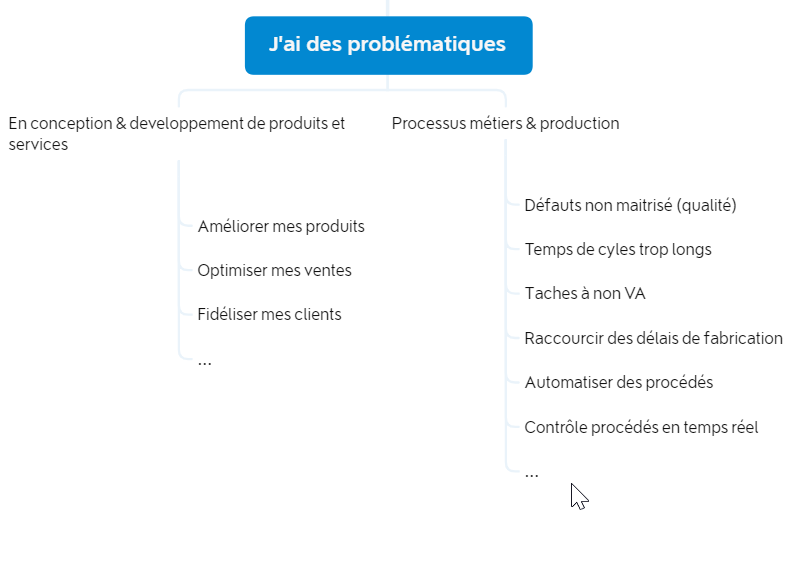 J'ai des problématiques
En conception & developpement de produits et
services
Améliorer mes produits
Optimiser mes ventes
Fidéliser mes clients
...
Processus métiers & production
Défauts non maitrisé (qualité)
Temps de cyles trop longs
Taches à non VA
Raccourcir des délais de fabrication
Automatiser des procédés
Contrôle procédés en temps réel
...